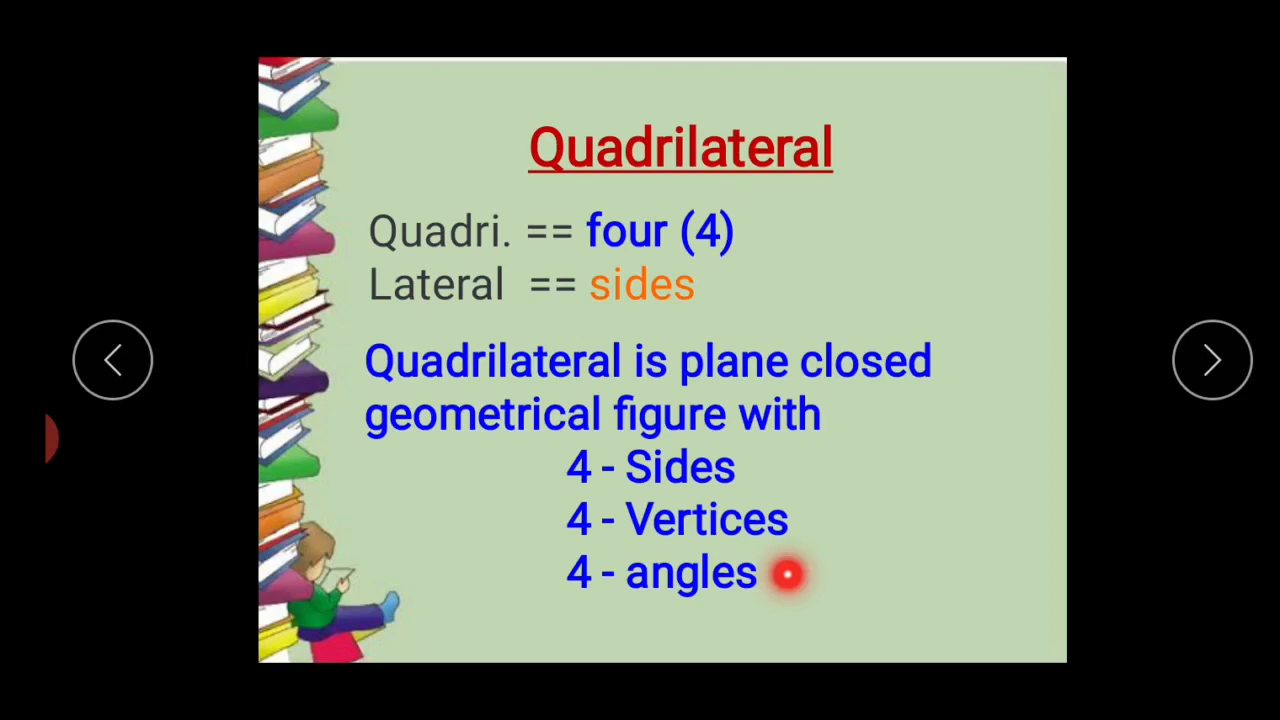 Quadrilateral
Quadri. == four (4)
Lateral == sides
Quadrilateral is plane closed
geometrical figure with
4 - Sides
4 - Vertices
4 - angles